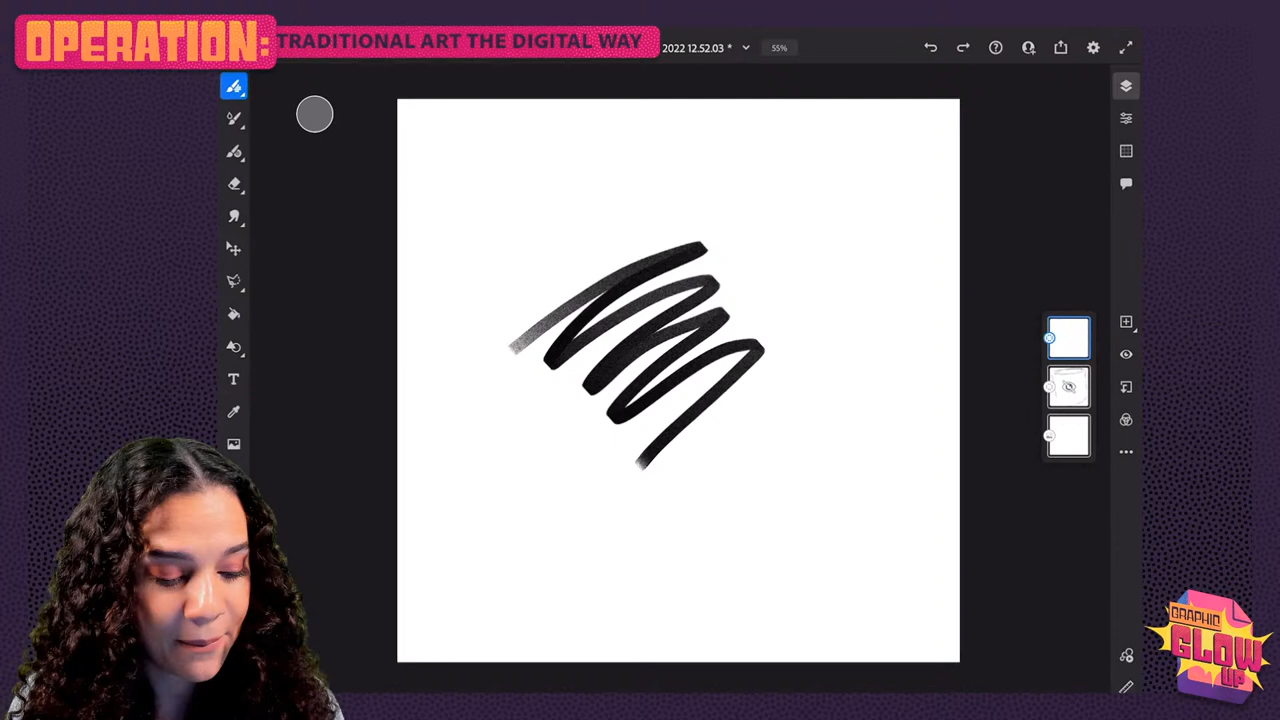 OPERATION:
TRADITIONAL ART THE DIGITAL WAY
2022 12.52.03 *
55%
T
GRAPHIC
GLOW
UP